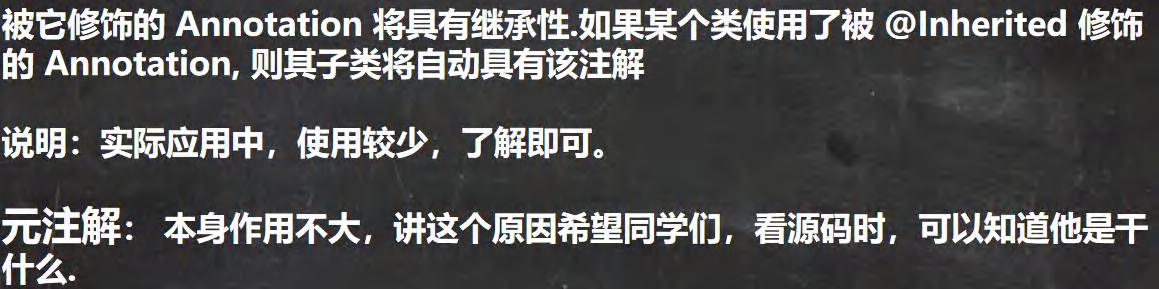 被它修饰的 Annotation 将具有继承性.如果某个类使用了被 @Inherited 修饰
的 Annotation, 则其子类将自动具有该注解
说明：实际应用中，使用较少，了解即可。
元注解： 本身作用不大，讲这个原因希望同学们，看源码时，可以知道他是干
什么.